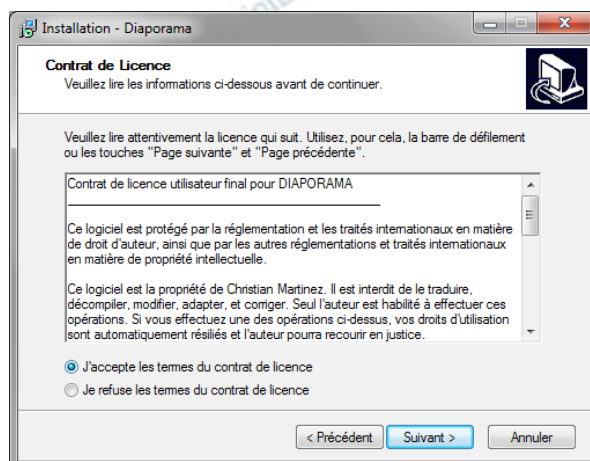 Installation - Diaporama
Contrat de Licence
Veuillez lire les informations ci-dessous avant de continuer.
Veuillez lire attentivement la licence qui suit. Utilisez, pour cela, la barre de défilement
ou les touches "Page suivante" et "Page précédente".
Contrat de licence utilisateur final pour DIAPORAMA
Ce logiciel est protégé par la réglementation et les traités internationaux en matière
de droit d'auteur, ainsi que par les autres réglementations et traités internationaux
en matière de propriété intellectuelle.
Ce logiciel est la propriété de Christian Martinez. Il est interdit de le traduire,
décompiler, modifier, adapter, et corriger. Seul l'auteur est habilité à effectuer ces
opérations. Si vous effectuez une des opérations ci-dessus, vos droits d'utilisation
sont automatiquement résiliés et l'auteur pourra recourir en justice.
J'accepte les termes du contrat de licence
Je refuse les termes du contrat de licence
< Précédent
Suivant >
Annuler